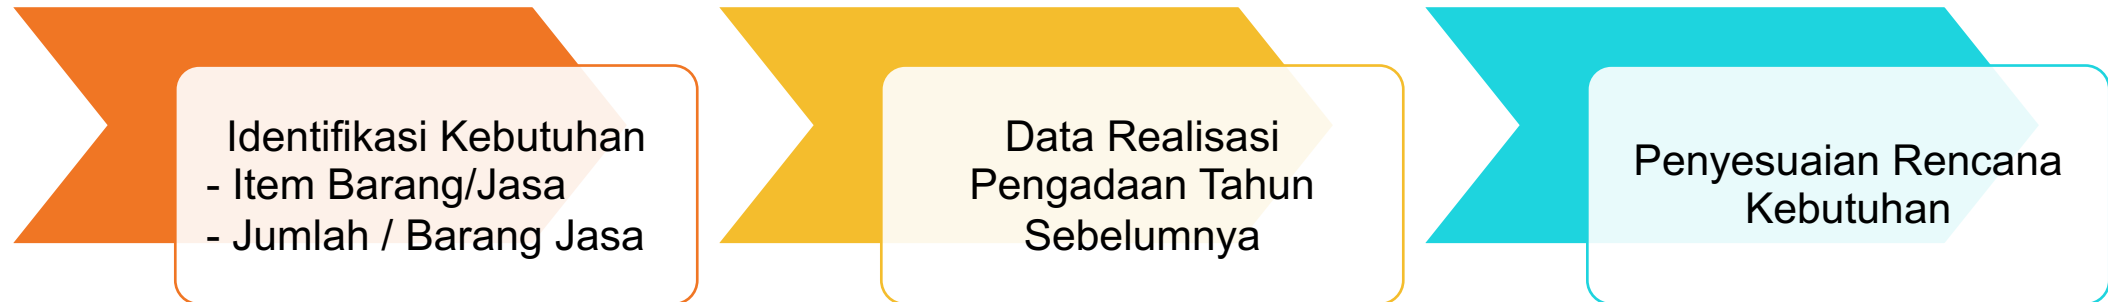 Identifikasi Kebutuhan
- Item Barang/Jasa
- Jumlah / Barang Jasa
Data Realisasi
Pengadaan Tahun
Sebelumnya
Penyesuaian Rencana
Kebutuhan